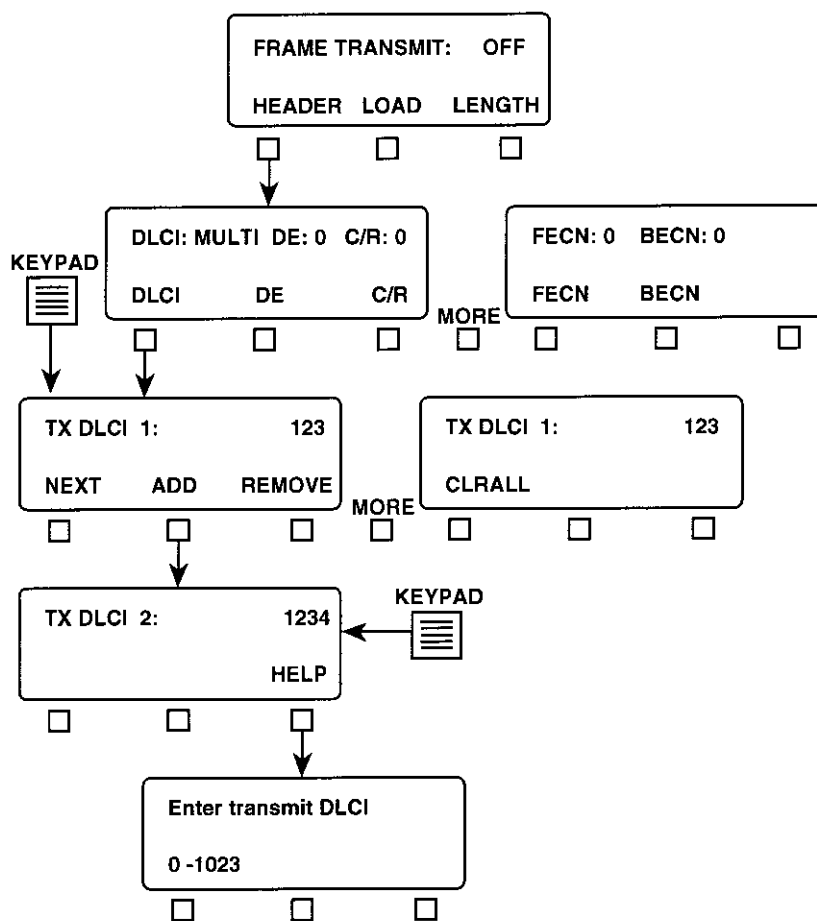 FRAME TRANSMIT: OFF
HEADER LOAD LENGTH
DLCI: MULTI DE: 0 C/R: 0
DLCI DE C/R
MORE
FECN: 0 BECN: 0
FECN BECN
KEYPAD
TX DLCI 1: 123
NEXT ADD REMOVE
MORE
TX DLCI 1: 123
CLRALL
TX DLCI 2: 1234
HELP
KEYPAD
Enter transmit DLCI
0 -1023